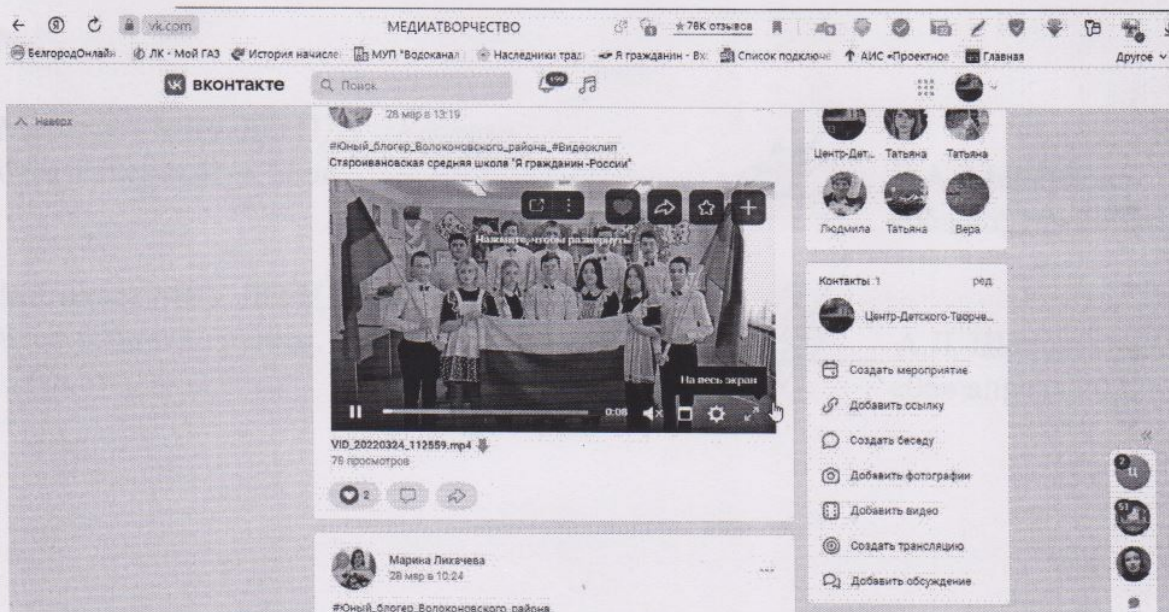 vk.com
МЕДИАТВОРЧЕСТВО
★78К отзывов
БелгородОнлайн
ЛК - Мой ГАЗ
История начисле
МУП "Водоканал
Наследники трад
Я гражданин - Вх
Список подключе
АИС «Проектное
Главная
Другое
вконтакте
Поиск
199
Наверх
28 мар в 13:19
#Юный_блогер_Волоконовского_района_#Видеоклип
Староивановская средняя школа "Я гражданин -России"
Нажмите, чтобы развернуть
На весь экран
0:08
VID_20220324_112559.mp4
78 просмотров
2
Марина Лихачева
28 мар в 10:24
#Юный_блогер_Волоконовского_района
Центр-Дет...
Татьяна
Татьяна
Людмила
Татьяна
Вера
Контакты 1
ред.
Центр-Детского-Творче...
Создать мероприятие
Добавить ссылку
Создать беседу
Добавить фотографии
Добавить видео
Создать трансляцию
Добавить обсуждение
2
Ц
51